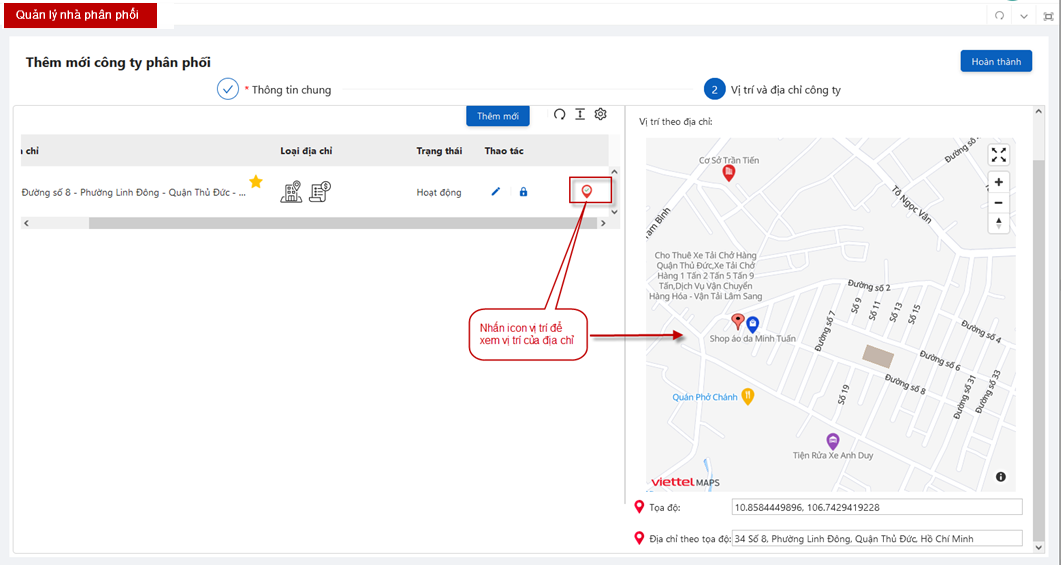 Quản lý nhà phân phối
Thêm mới công ty phân phối
Hoàn thành
* Thông tin chung
2 Vị trí và địa chỉ công ty
Thêm mới
ı chỉ
Loại địa chỉ
Trạng thái
Thao tác
Đường số 8 - Phường Linh Đông - Quận Thủ Đức - ...
Hoạt động
Nhấn icon vị trí để
xem vị trí của địa chỉ
Vị trí theo địa chỉ:
Cơ Sở Trần Tiến
Đường số
Tô Ngọc Vân
Tam Bình
Cho Thuê Xe Tải Chở Hàng
Quận Thủ Đức,Xe Tải Chở
Hàng 1 Tấn 2 Tấn 5 Tấn 9
Tấn,Dịch Vụ Vận Chuyển
Hàng Hóa - Vận Tải Lâm Sang
Đường số 2
Số 9
Số 11
Số 13
Số 15
Đường số 7
Đường số 4
Shop áo da Minh Tuấn
Đường số 6
Đường số 8
Đường số 31
Đường số 33
Số 19
Quán Phở Chánh
Tiện Rửa Xe Anh Duy
viettel MAPS
Tọa độ:
10.8584449896, 106.7429419228
Địa chỉ theo tọa độ:
34 Số 8, Phường Linh Đông, Quận Thủ Đức, Hồ Chí Minh